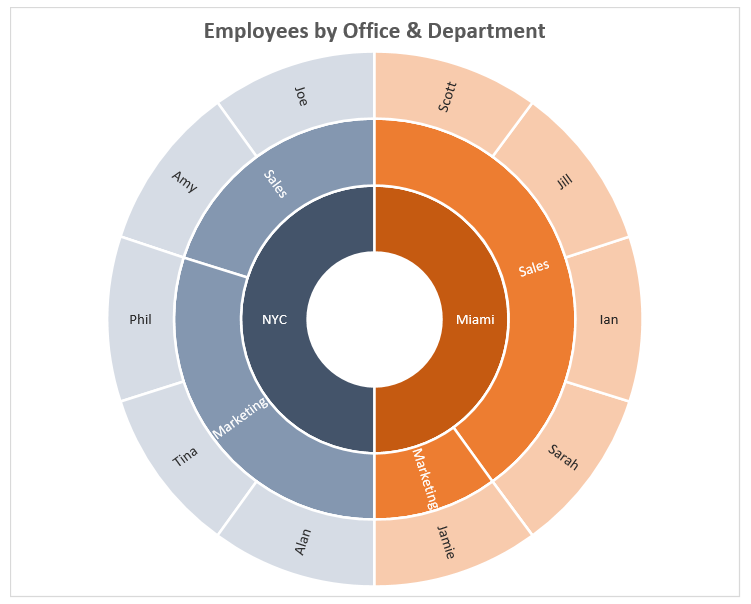 Employees by Office & Department
Joe
Scott
Amy
Sales
Jill
Sales
Phil
NYC
Miami
Ian
Marketing
Tina
Marketing
Sarah
Alan
Jamie